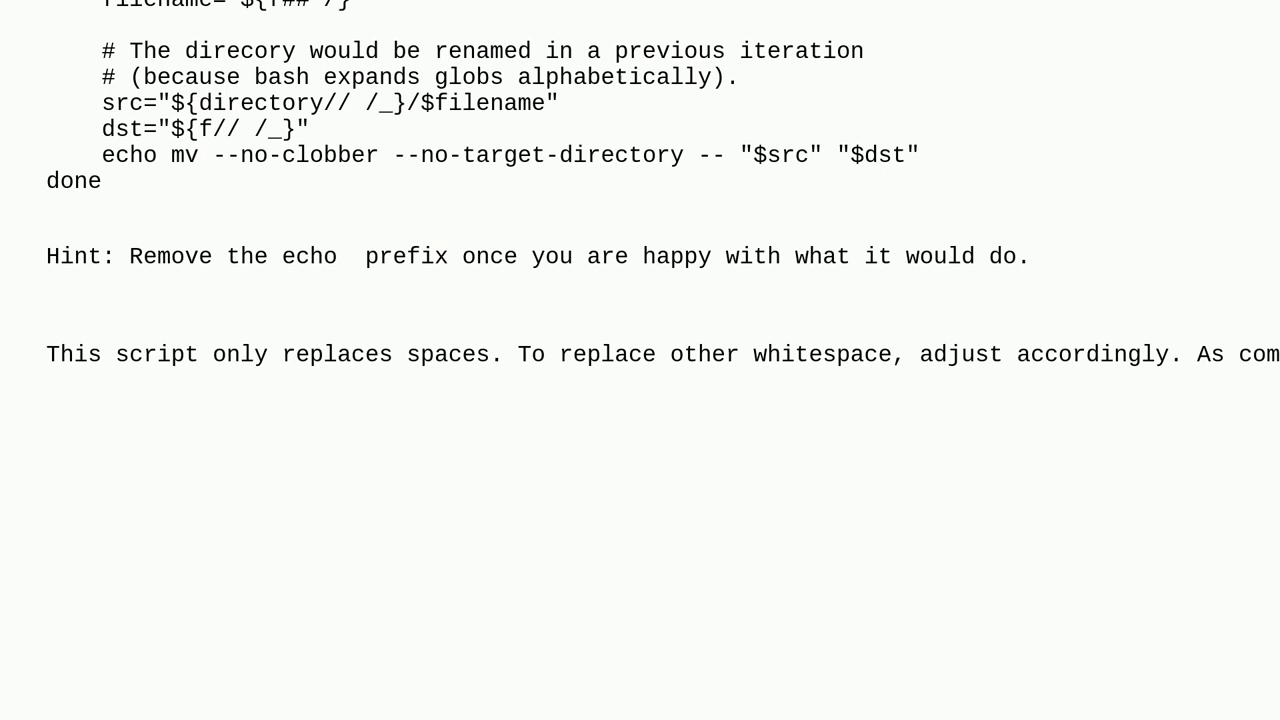 # The direcory would be renamed in a previous iteration
# (because bash expands globs alphabetically).
src="${directory// /_}/$filename"
dst="${f// /_}"
echo mv --no-clobber --no-target-directory -- "$src" "$dst"
done
Hint: Remove the echo  prefix once you are happy with what it would do.
This script only replaces spaces. To replace other whitespace, adjust accordingly. As com